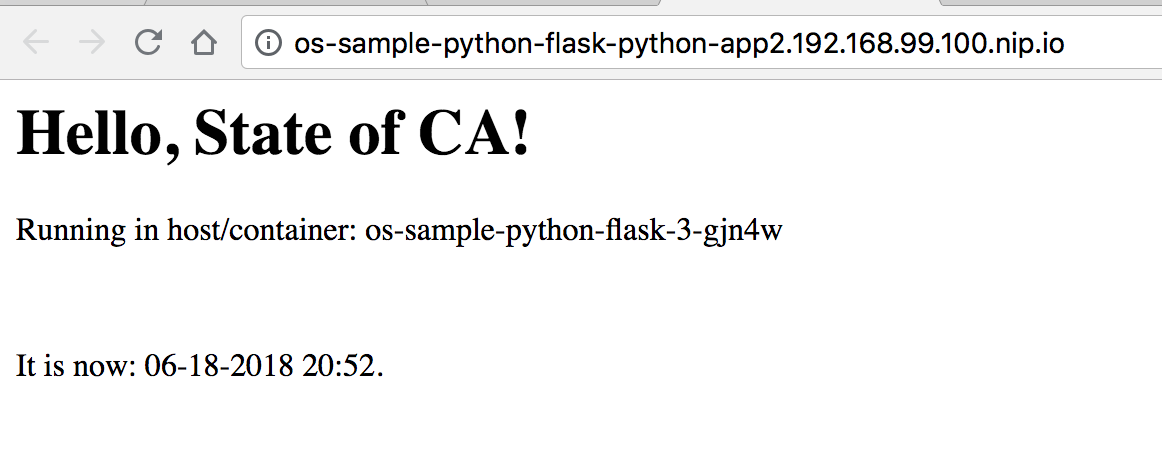 os-sample-python-flask-python-app2.192.168.99.100.nip.io
Hello, State of CA!
Running in host/container: os-sample-python-flask-3-gjn4w
It is now: 06-18-2018 20:52.